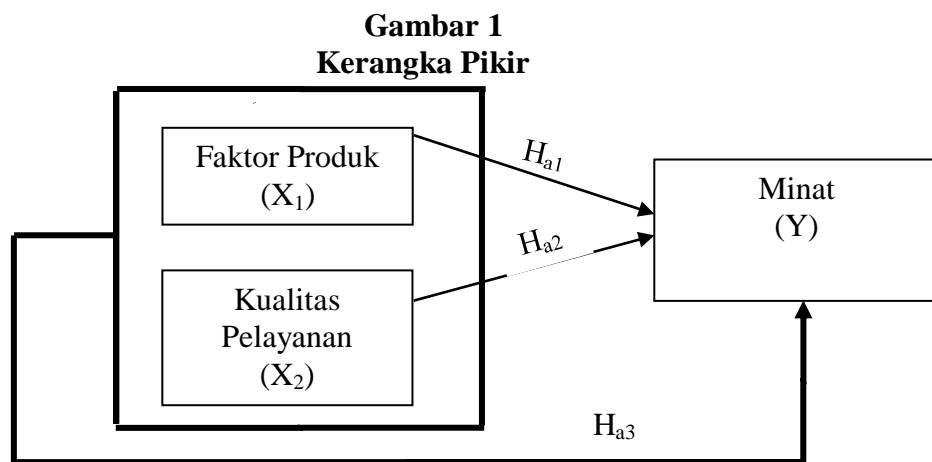 Gambar 1
Kerangka Pikir
Faktor Produk
(X₁)
Hₐ₁
Minat
(Y)
Hₐ₂
Kualitas
Pelayanan
(X₂)
Hₐ₃